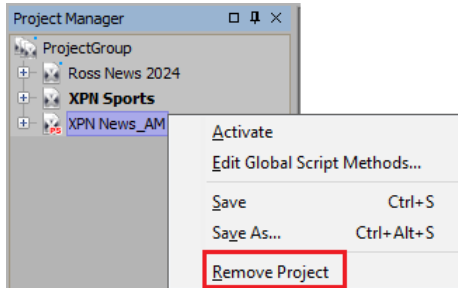 Project Manager
ProjectGroup
Ross News 2024
XPN Sports
XPN News_AM
PS
Activate
Edit Global Script Methods...
Save Ctrl+S
Save As... Ctrl+Alt+S
Remove Project